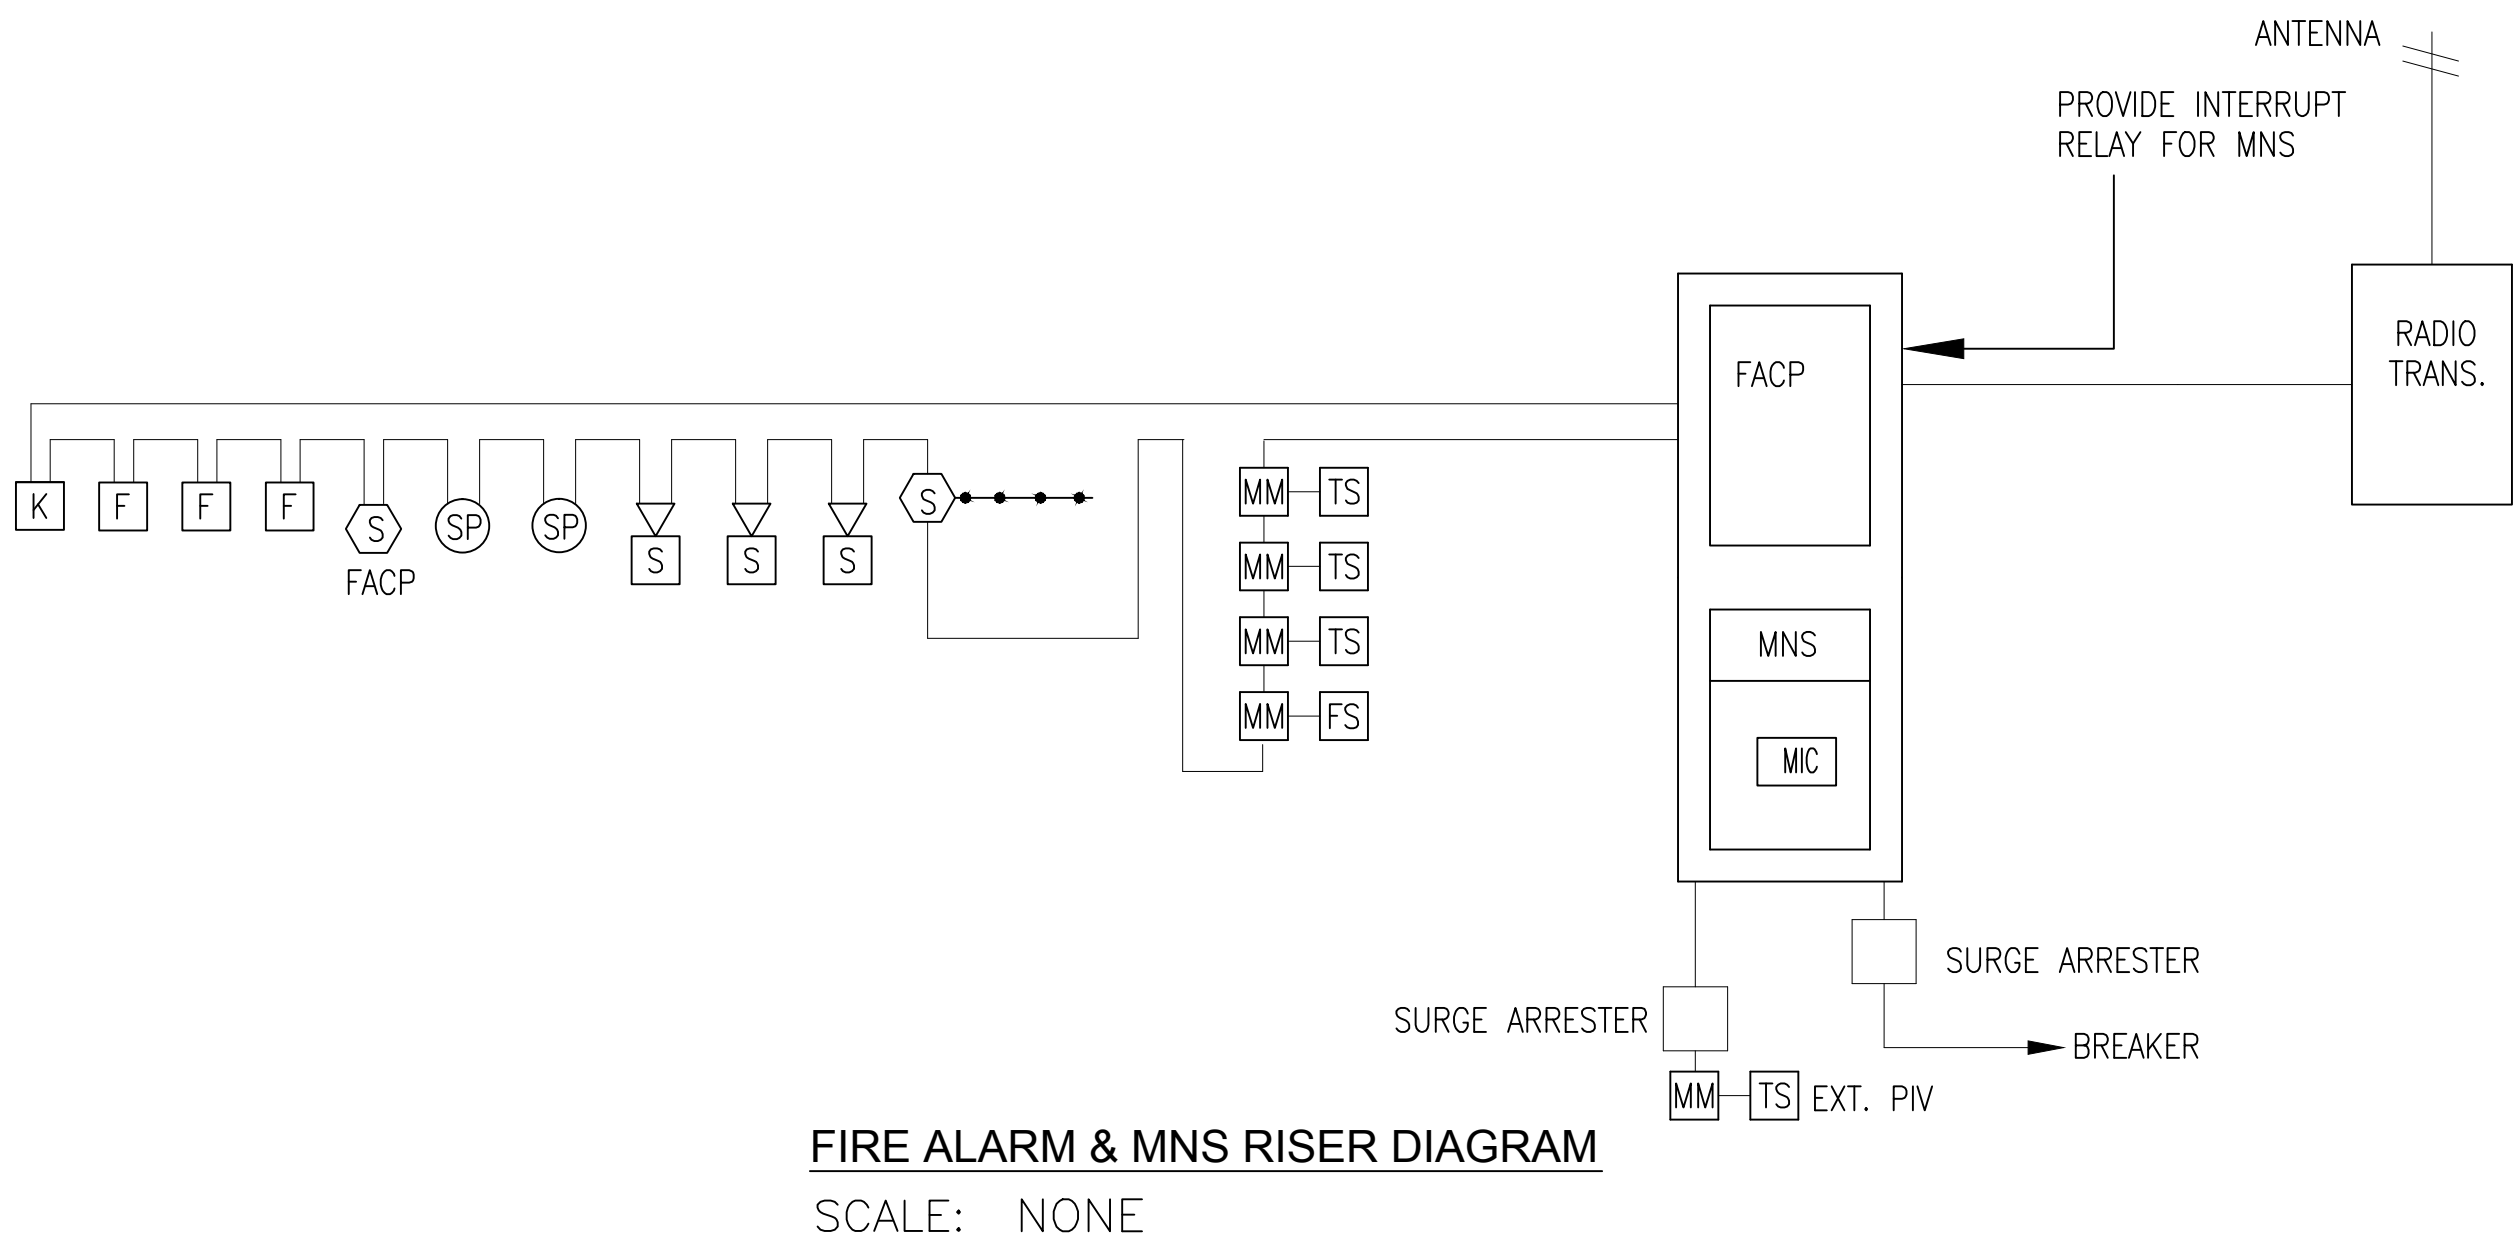 ANTENNA
PROVIDE INTERRUPT
RELAY FOR MNS
RADIO
TRANS.
FACP
K
F
F
F
S
FACP
SP
SP
S
S
S
S
MM
TS
MM
TS
MM
TS
MM
FS
MNS
MIC
SURGE ARRESTER
SURGE ARRESTER
BREAKER
MM
TS
EXT. PIV
FIRE ALARM & MNS RISER DIAGRAM
SCALE: NONE